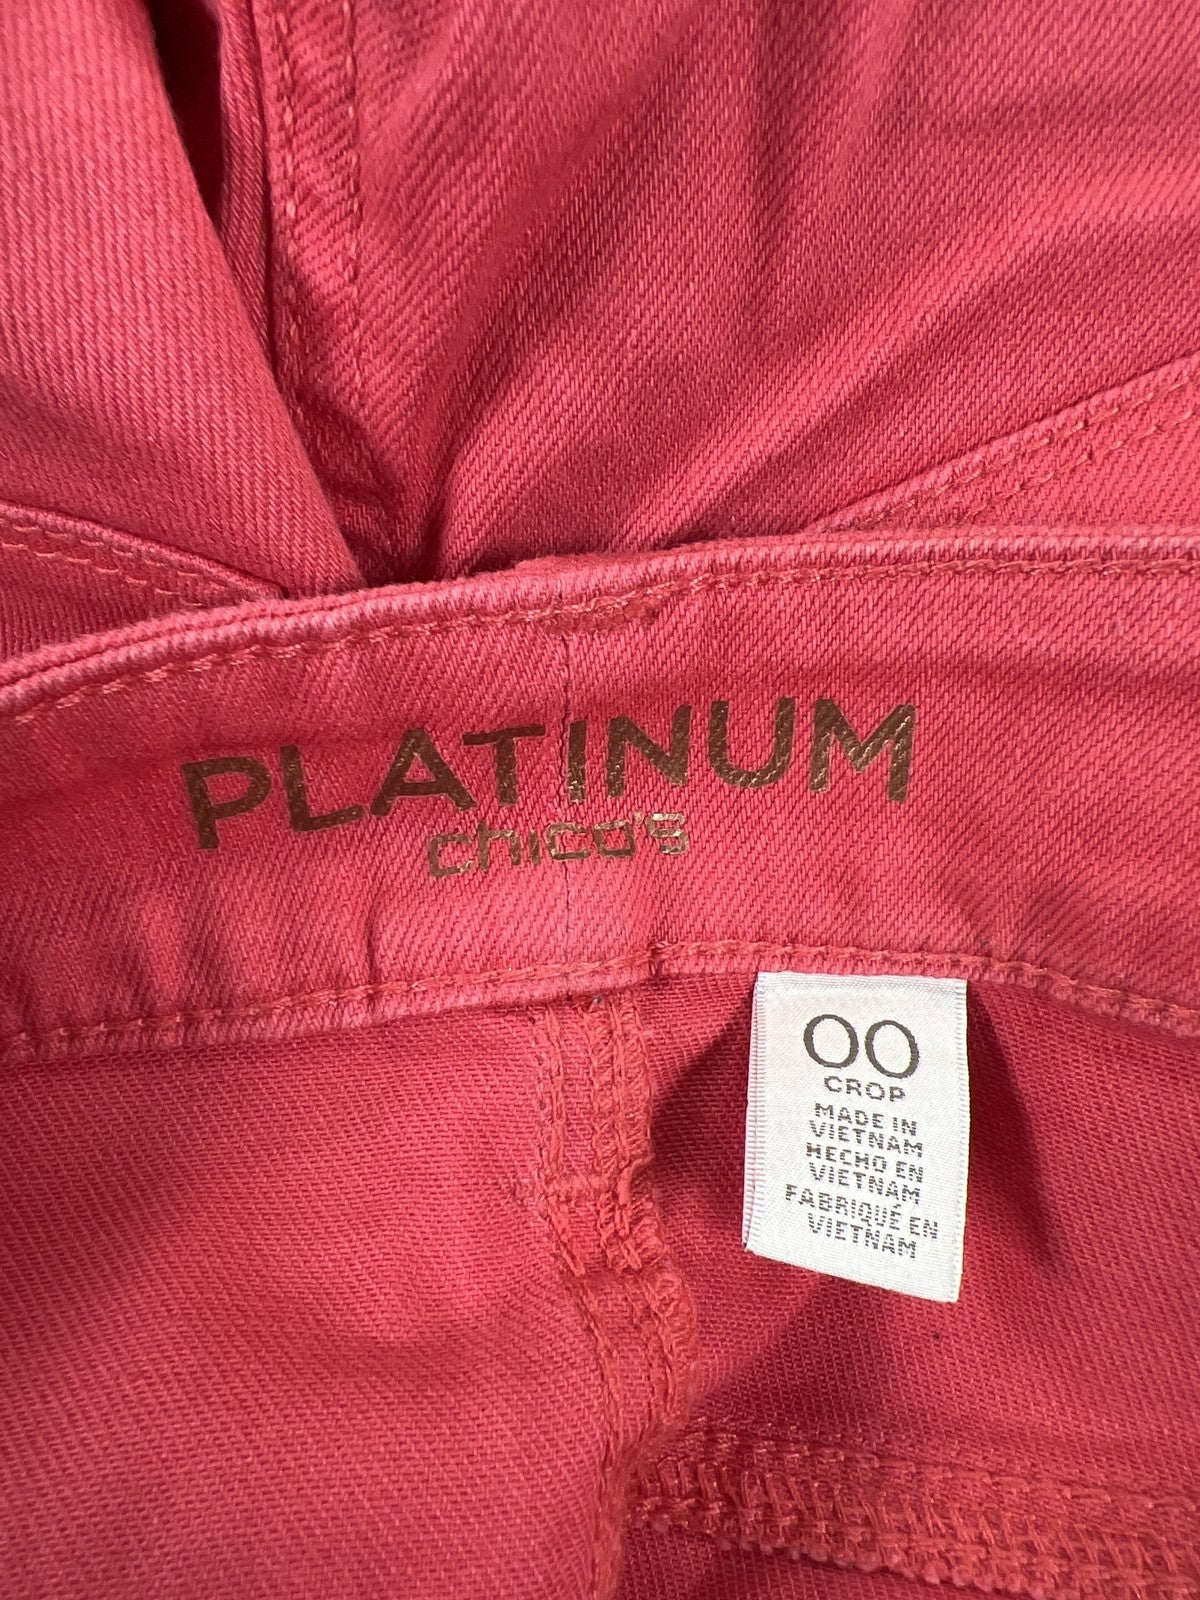 PLATINUM
chico's
00
CROP
MADE IN
VIETNAM
HECHO EN
VIETNAM
FABRIQUÉ EN
VIETNAM